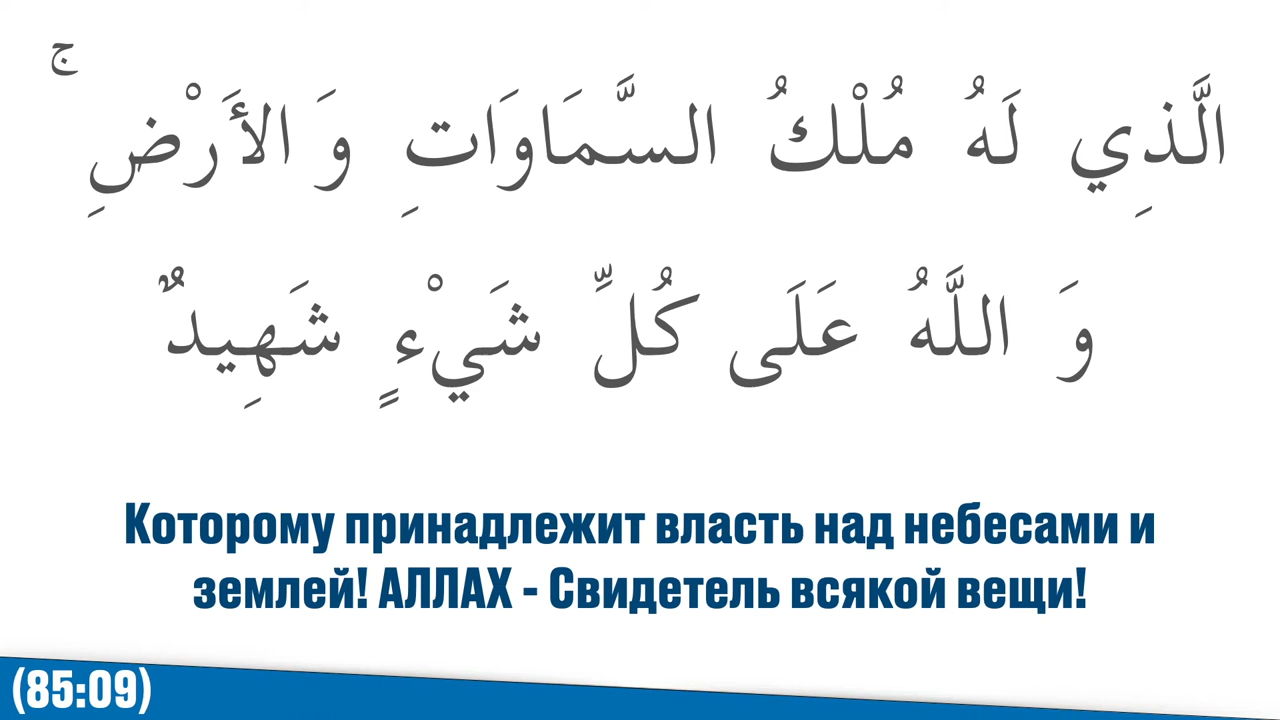 الَّذِي لَهُ مُلْكُ السَّمَاوَاتِ وَ الأَرْضِ ۚ
وَ اللَّهُ عَلَى كُلِّ شَيْءٍ شَهِيدٌ
Которому принадлежит власть над небесами и
землей! АЛЛАХ - Свидетель всякой вещи!
(85:09)